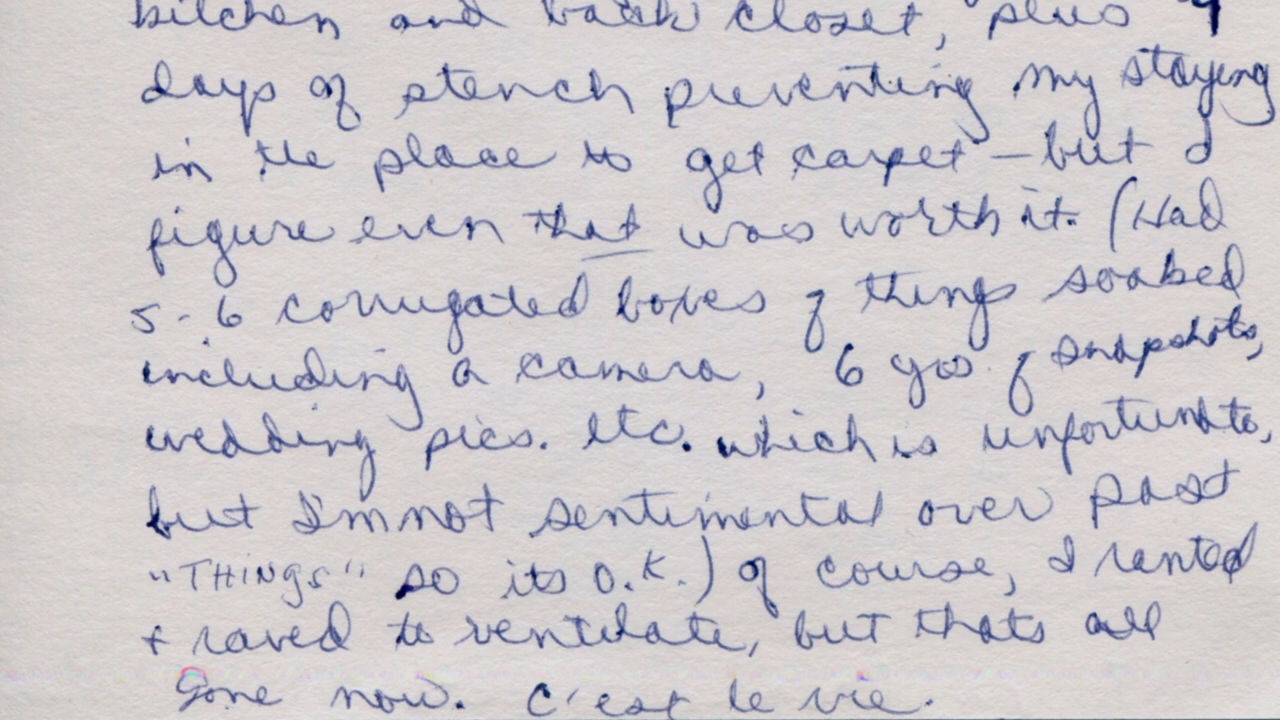 kitchen and back closet, plus 4
days of stench preventing my staying
in the place to get carpet – but I
figure even that was worth it. (Had
5-6 corrugated boxes of things soaked
including a camera, 6 yrs. of snapshots,
wedding pics. etc. which is unfortunate,
but I'm not sentimental over past
"THINGS" so its O.K.) Of course, I ranted
+ raved to ventilate, but thats all
gone now. C'est le vie.